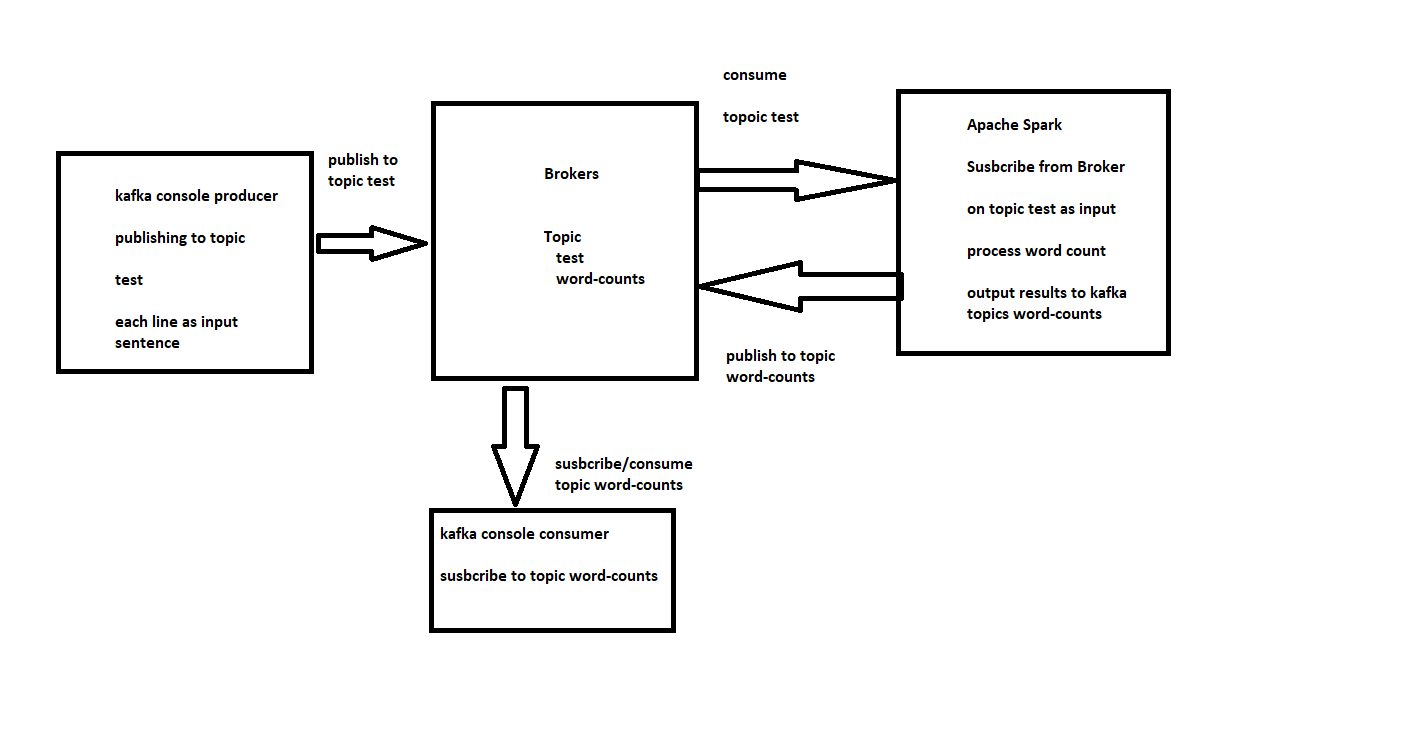 kafka console producer
publishing to topic
test
each line as input
sentence
publish to
topic test
Brokers
Topic
test
word-counts
consume
topoic test
Apache Spark
Susbcribe from Broker
on topic test as input
process word count
output results to kafka
topics word-counts
publish to topic
word-counts
susbcribe/consume
topic word-counts
kafka console consumer
susbcribe to topic word-counts